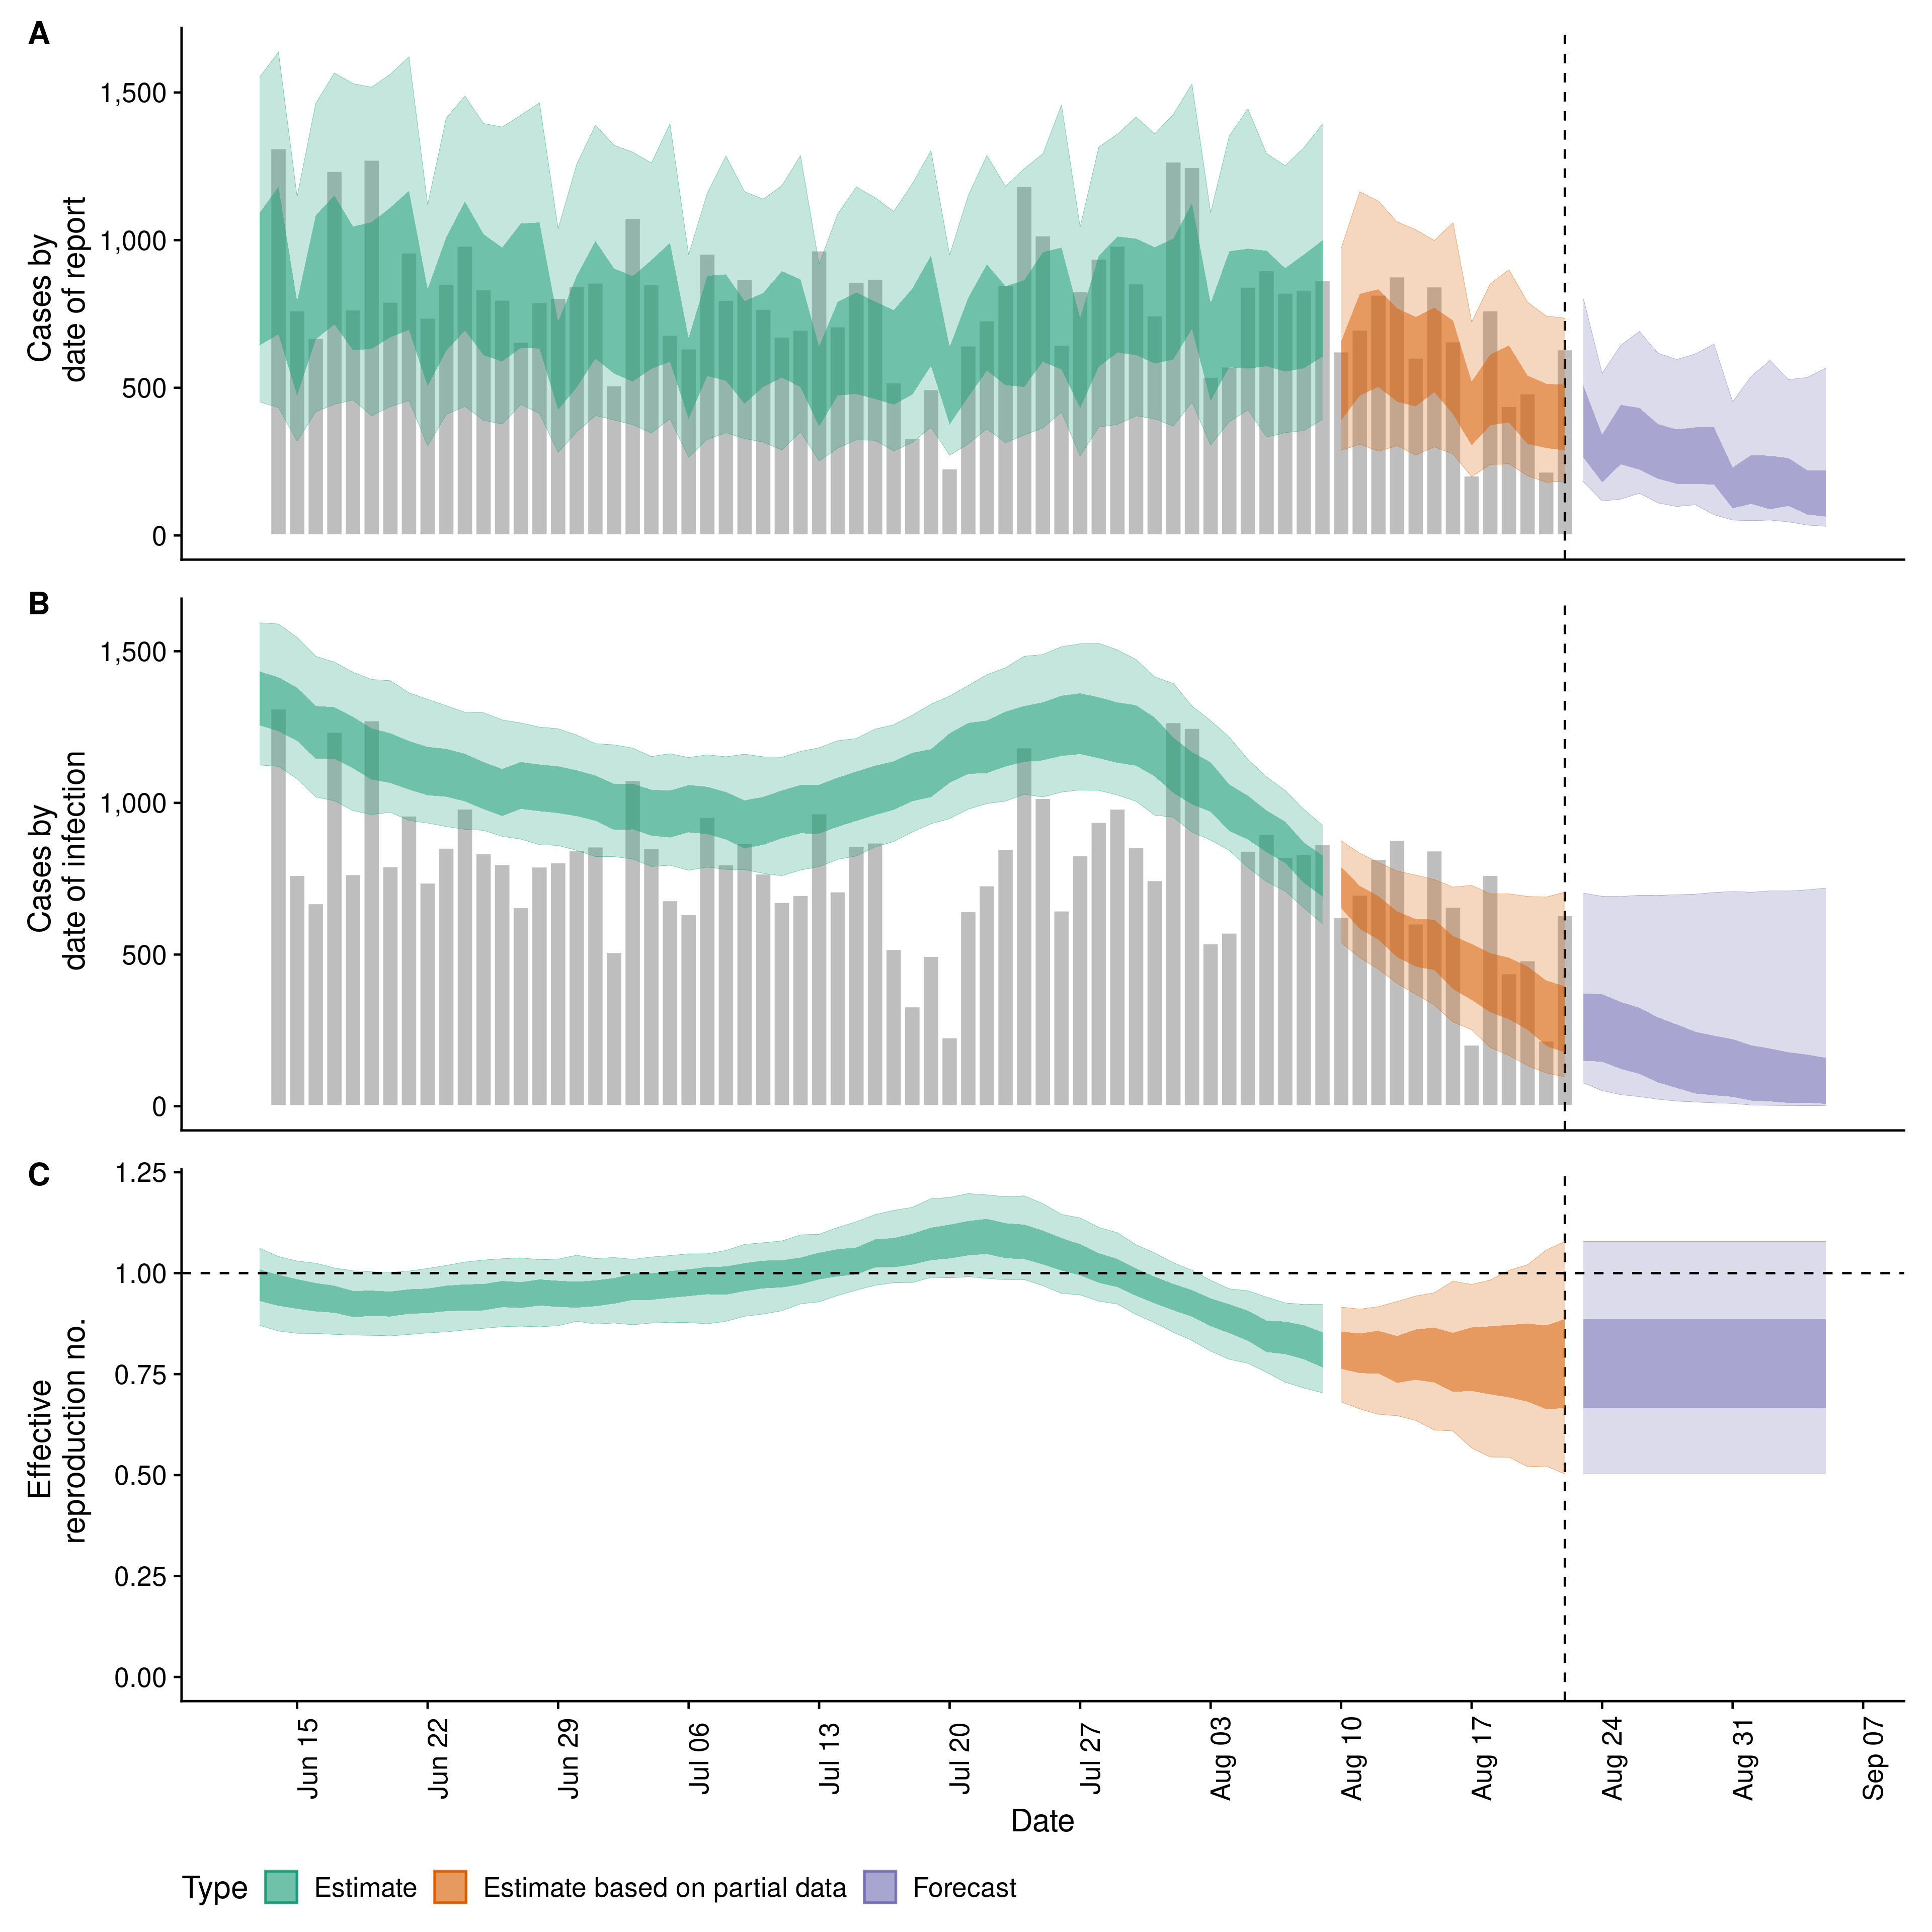 A
1,500
1,000
500
0
Cases by
date of report
B
1,500
1,000
500
0
Cases by
date of infection
C
1.25
1.00
0.75
0.50
0.25
0.00
Effective
reproduction no.
Jun 15
Jun 22
Jun 29
Jul 06
Jul 13
Jul 20
Jul 27
Aug 03
Aug 10
Aug 17
Aug 24
Aug 31
Sep 07
Date
Type Estimate Estimate based on partial data Forecast